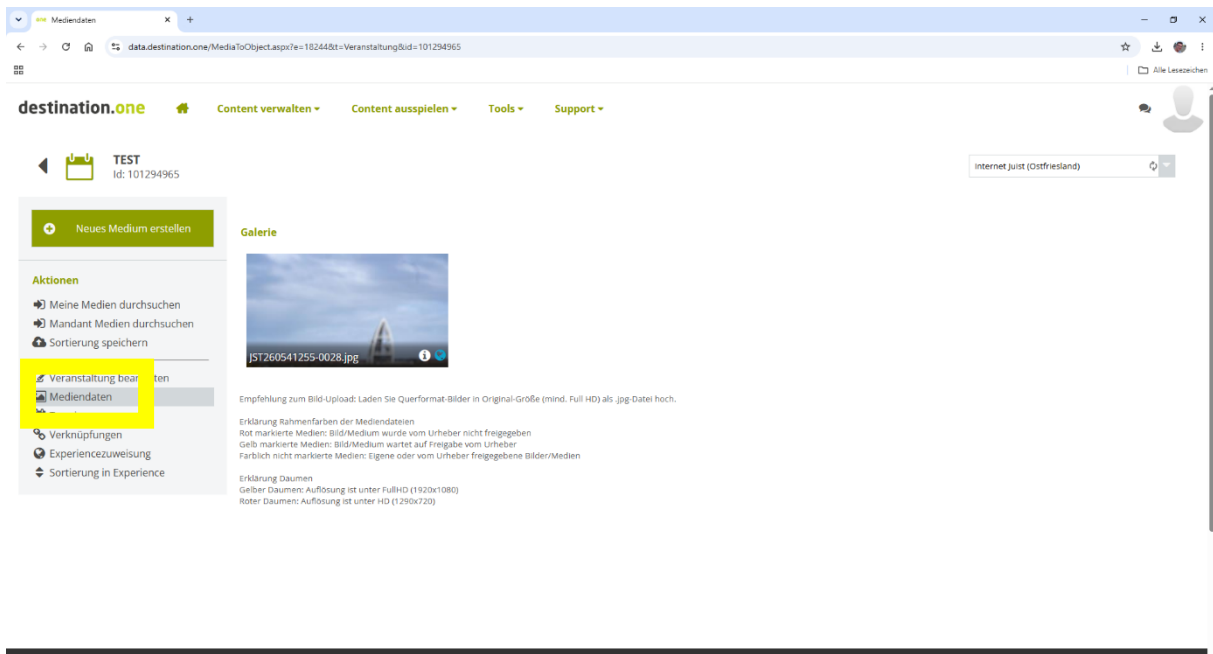 Mediendaten
data.destination.one/MediaToObject.aspx?e=18244&t=Veranstaltung&id=101294965
Alle Lesezeichen
destination.one
Content verwalten
Content ausspielen
Tools
Support
TEST
Id: 101294965
Internet Juist (Ostfriesland)
Neues Medium erstellen
Galerie
Aktionen
Meine Medien durchsuchen
Mandant Medien durchsuchen
Sortierung speichern
JST260541255-0028.jpg
Veranstaltung bear ten
Mediendaten
Verknüpfungen
Experiencezuweisung
Sortierung in Experience
Empfehlung zum Bild-Upload: Laden Sie Querformat-Bilder in Original-Größe (mind. Full HD) als .jpg-Datei hoch.
Erklärung Rahmenfarben der Mediendateien
Rot markierte Medien: Bild/Medium wurde vom Urheber nicht freigegeben
Gelb markierte Medien: Bild/Medium wartet auf Freigabe vom Urheber
Farblich nicht markierte Medien: Eigene oder vom Urheber freigegebene Bilder/Medien
Erklärung Daumen
Gelber Daumen: Auflösung ist unter FullHD (1920x1080)
Roter Daumen: Auflösung ist unter HD (1290x720)